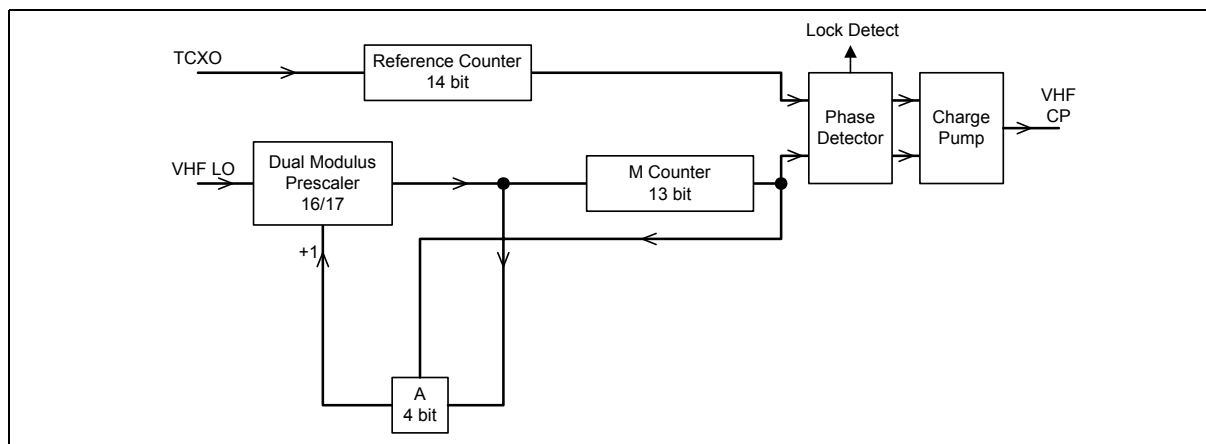 Lock Detect
TCXO
Reference Counter
14 bit
VHF
CP
Phase
Detector
Charge
Pump
VHF LO
Dual Modulus
Prescaler
16/17
M Counter
13 bit
+1
A
4 bit